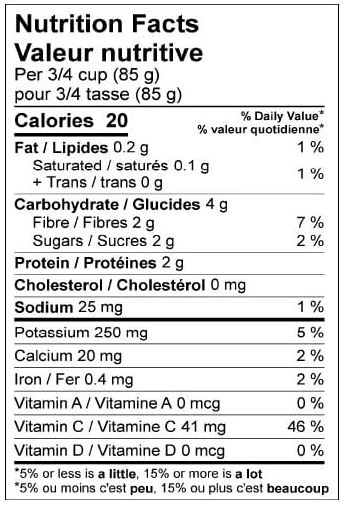 Nutrition Facts
Valeur nutritive
Per 3/4 cup (85 g)
pour 3/4 tasse (85 g)
Calories 20
% Daily Value*
% valeur quotidienne*
Fat / Lipides 0.2 g 1 %
Saturated / saturés 0.1 g
+ Trans / trans 0 g 1 %
Carbohydrate / Glucides 4 g
Fibre / Fibres 2 g 7 %
Sugars / Sucres 2 g 2 %
Protein / Protéines 2 g
Cholesterol / Cholestérol 0 mg
Sodium 25 mg 1 %
Potassium 250 mg 5 %
Calcium 20 mg 2 %
Iron / Fer 0.4 mg 2 %
Vitamin A / Vitamine A 0 mcg 0 %
Vitamin C / Vitamine C 41 mg 46 %
Vitamin D / Vitamine D 0 mcg 0 %
*5% or less is a little, 15% or more is a lot
*5% ou moins c'est peu, 15% ou plus c'est beaucoup